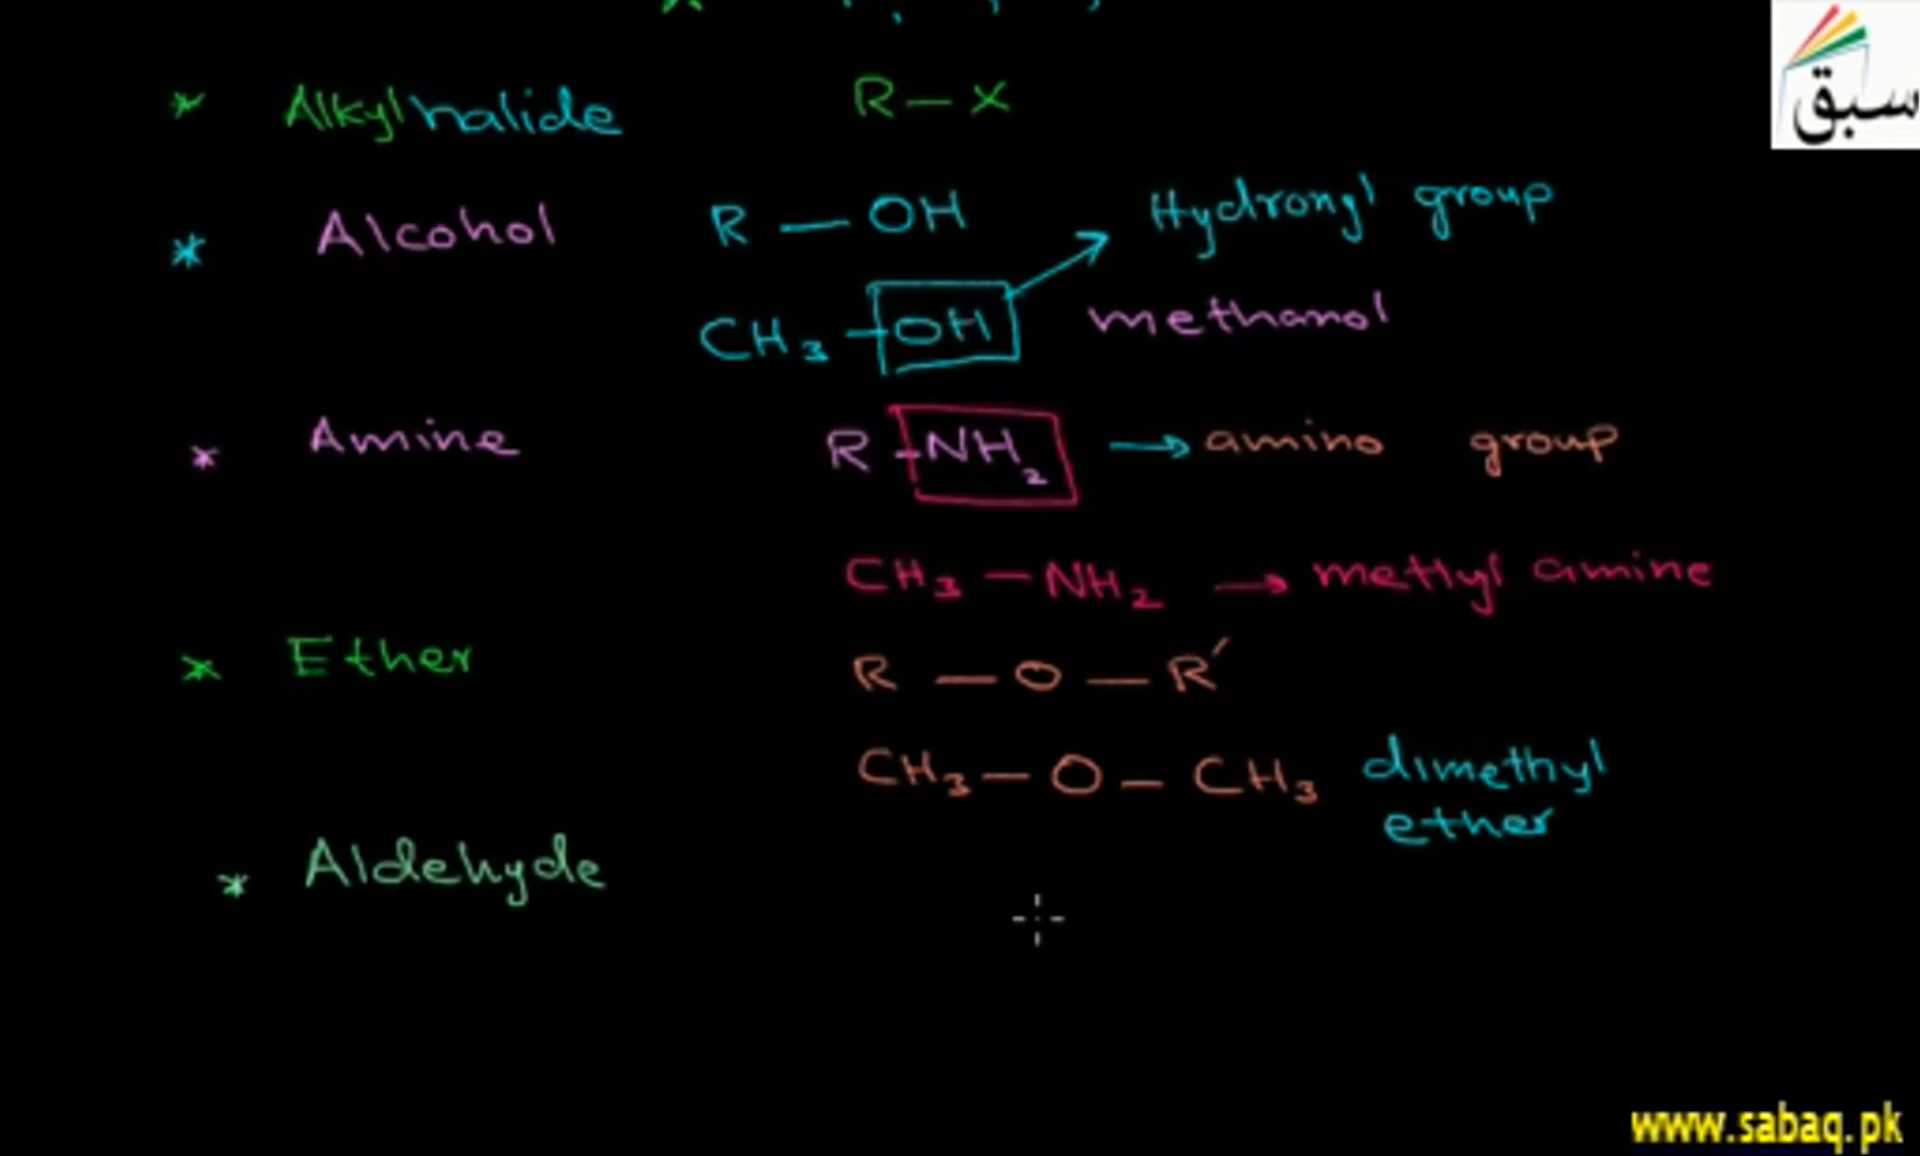 سبق
* Alkyl halide R – X
* Alcohol R — OH Hydroxyl group
CH3 – OH methanol
* Amine R – NH2 → amino group
CH3 – NH2 → methyl amine
* Ether R — O — R′
CH3 – O – CH3 dimethyl
ether
* Aldehyde
www.sabaq.pk